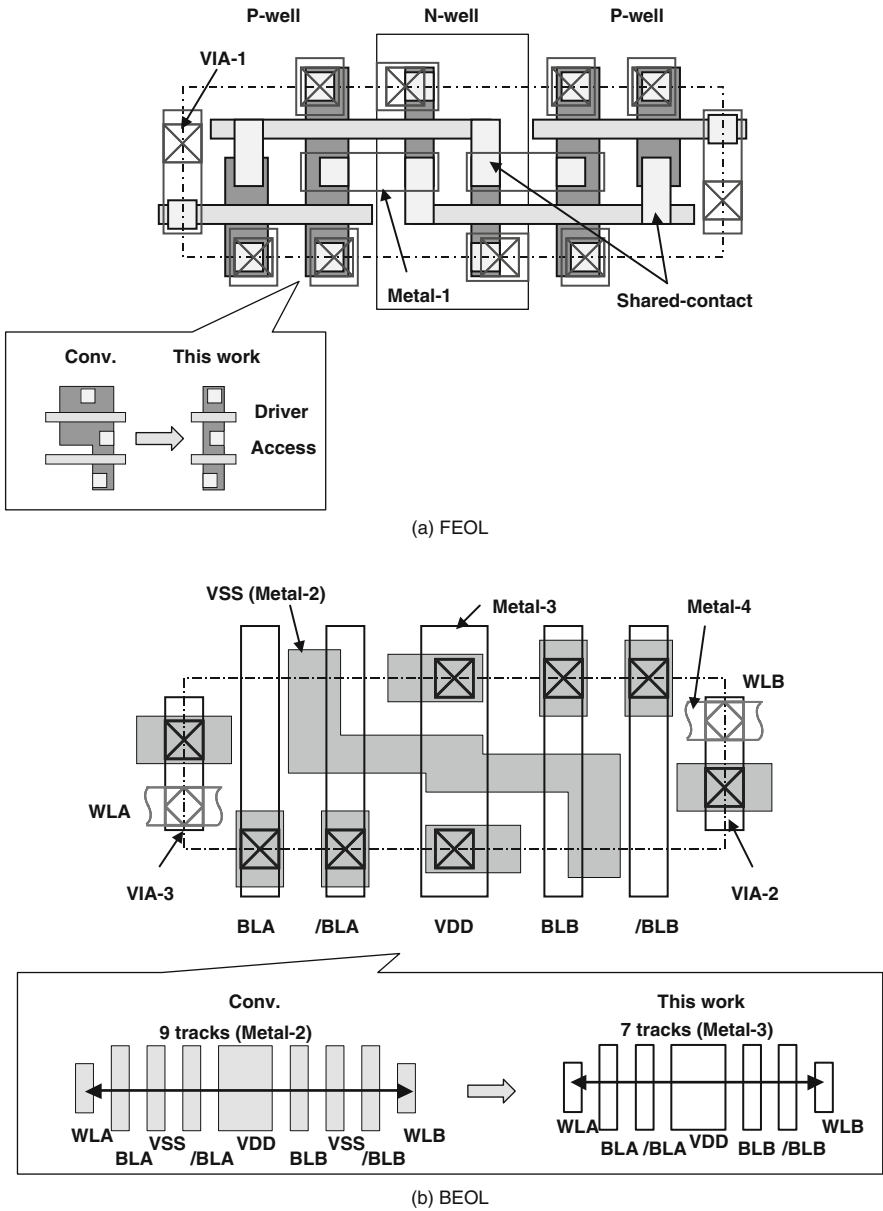 P-well N-well P-well
VIA-1
Metal-1
Shared-contact
Conv. This work
Driver
Access
(a) FEOL
VSS (Metal-2) Metal-3 Metal-4
WLB
WLA
VIA-3 VIA-2
BLA /BLA VDD BLB /BLB
Conv. This work
9 tracks (Metal-2) 7 tracks (Metal-3)
WLA VSS VDD VSS WLB WLA VDD WLB
BLA /BLA BLB /BLB BLA /BLA BLB /BLB
(b) BEOL